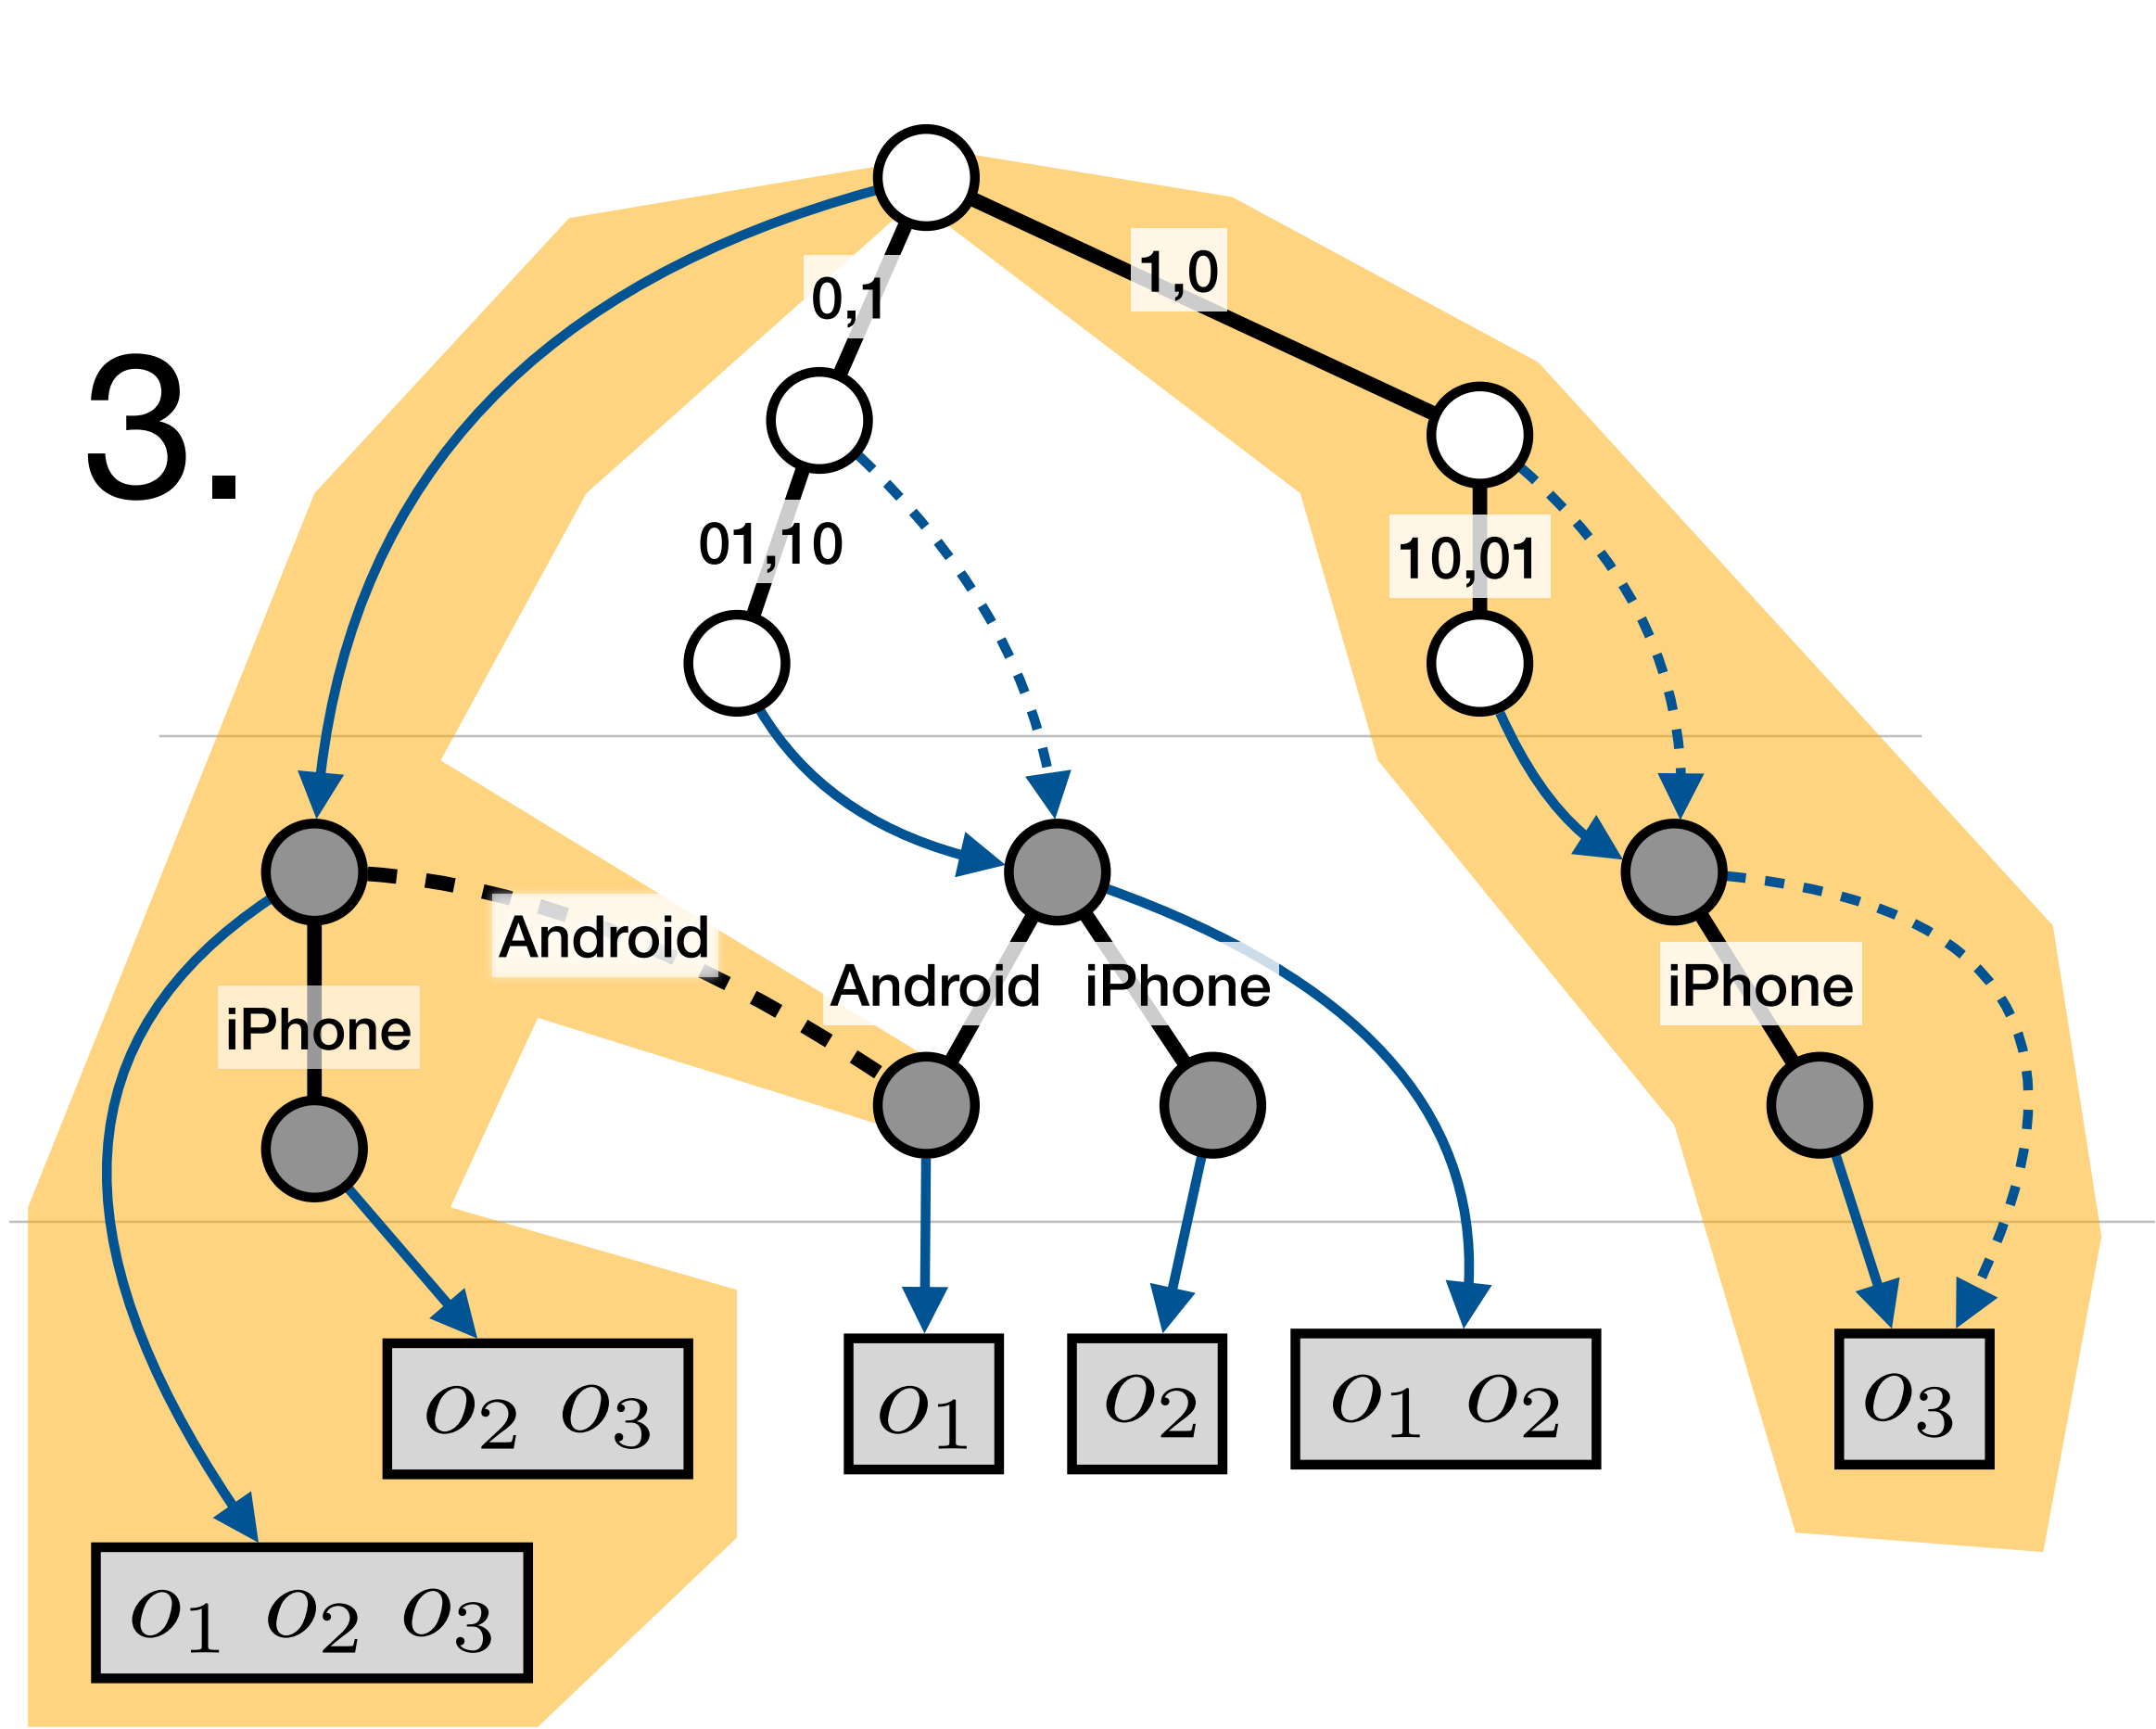 1,0
0,1
3.
01,10
10,01
Android
Android
iPhone
iPhone
iPhone
o₂ o₃
o₁
o₂
o₁ o₂
o₃
o₁ o₂ o₃